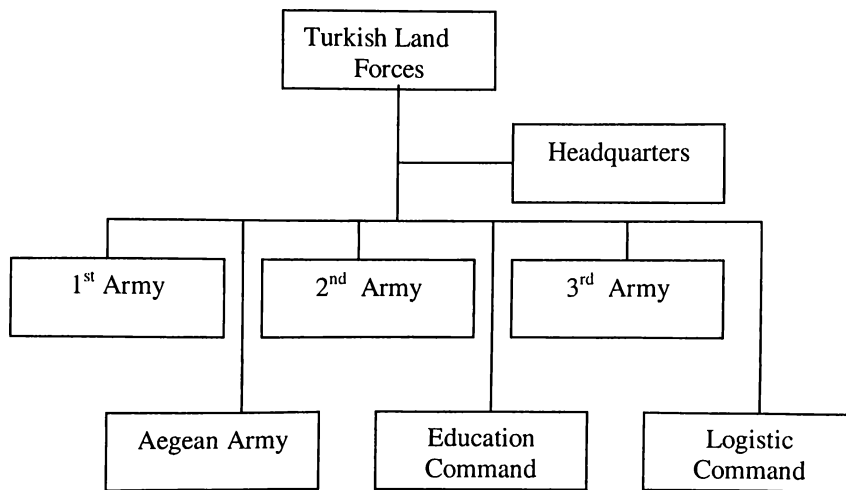 Turkish Land
Forces
Headquarters
1st Army
2nd Army
3rd Army
Aegean Army
Education
Command
Logistic
Command